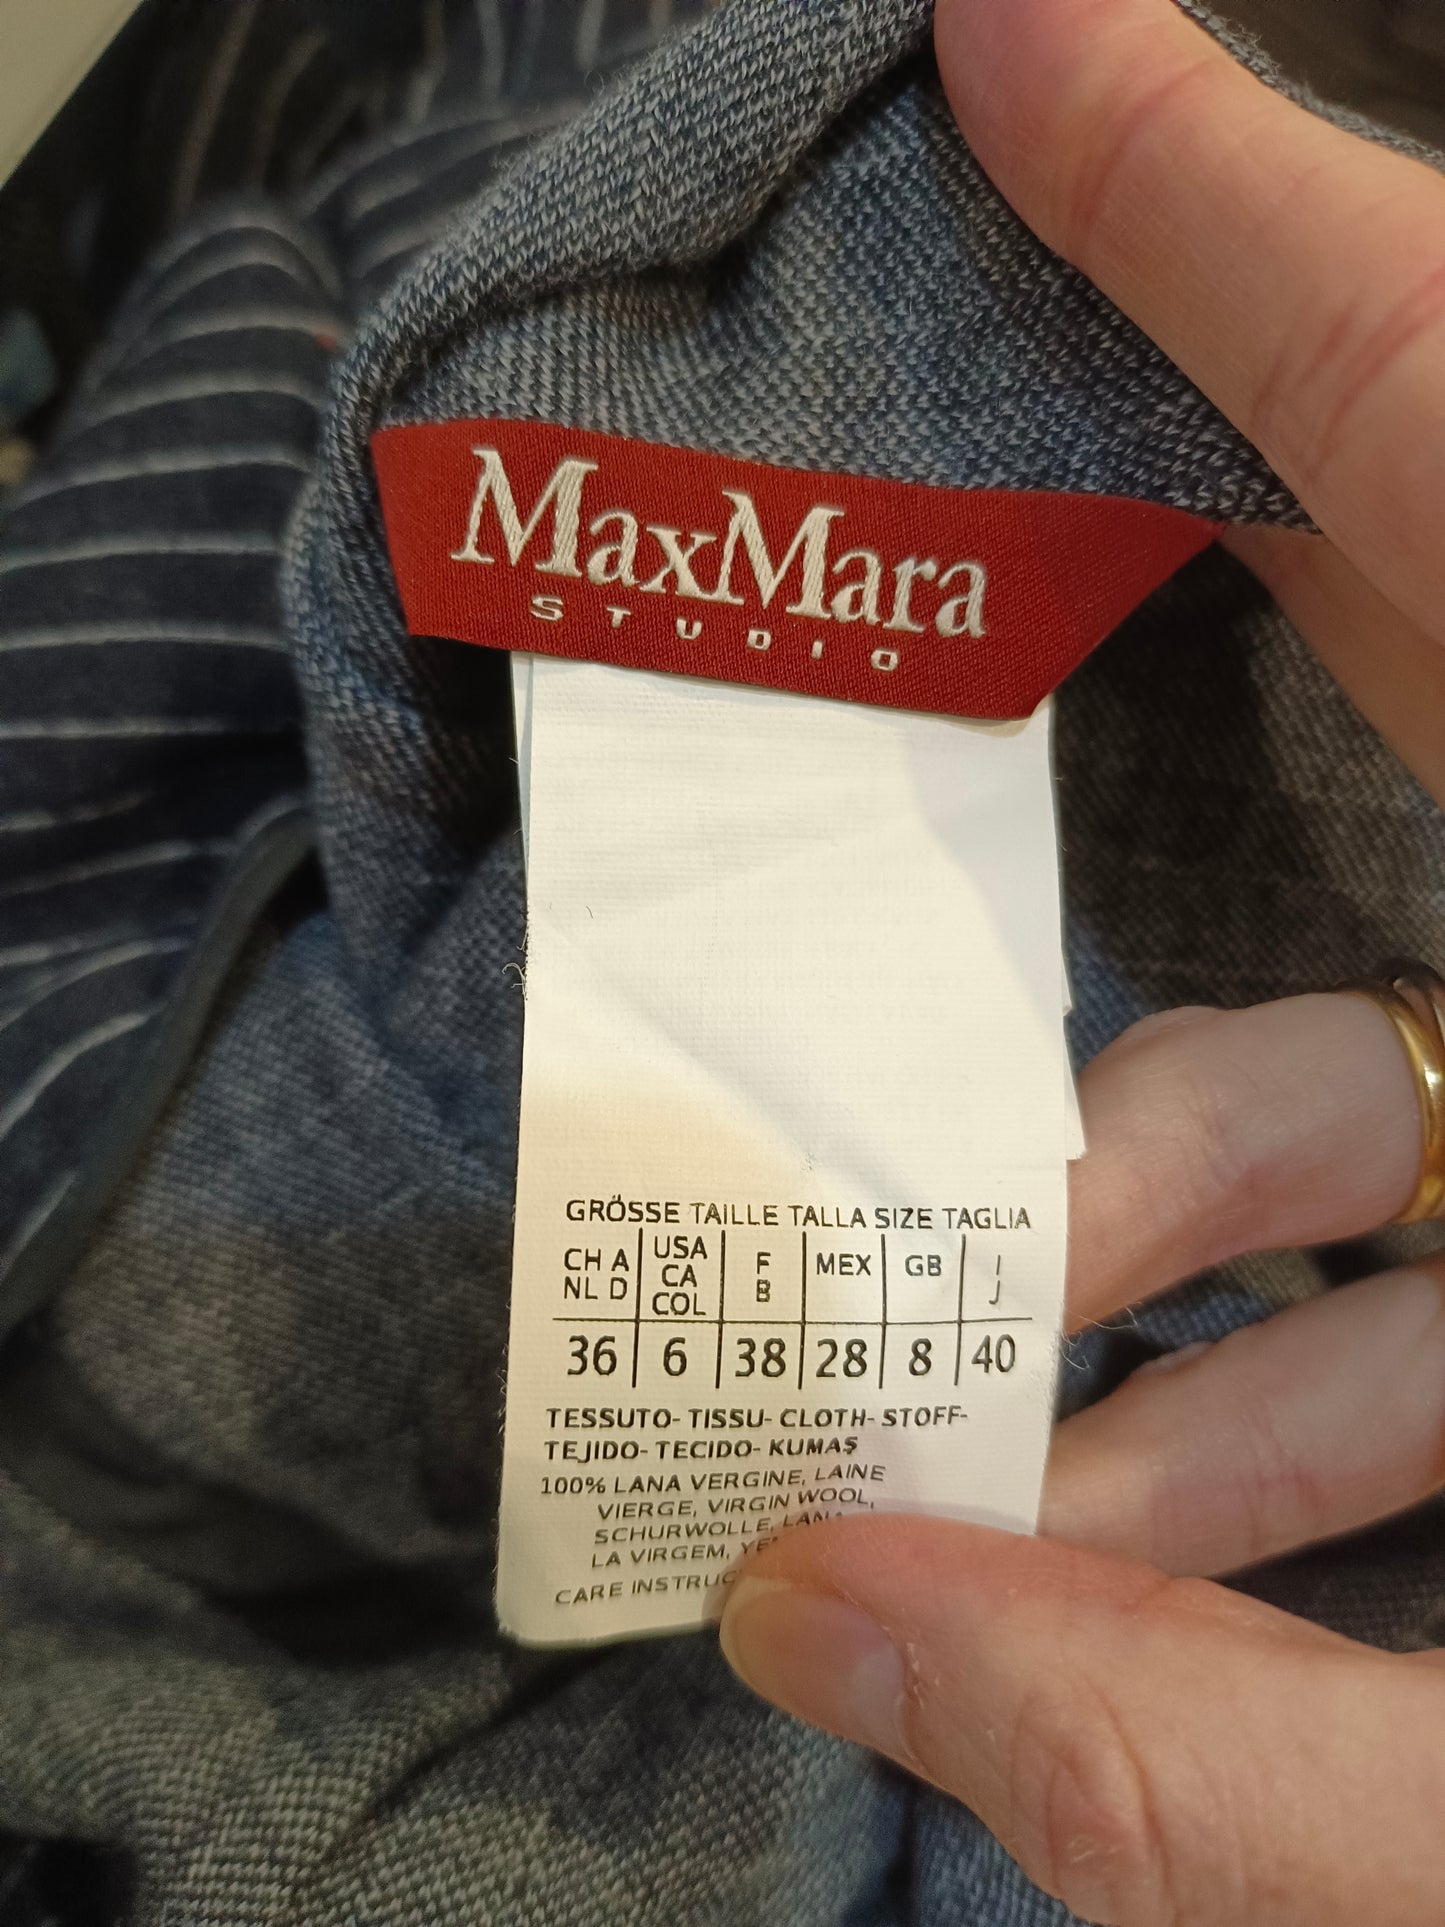 MaxMara
STUDIO
GRÖSSE TAILLE TALLA SIZE TAGLIA
CH A USA F MEX GB I
NL D CA B J
COL
36 6 38 28 8 40
TESSUTO- TISSU- CLOTH- STOFF-
TEJIDO- TECIDO- KUMAŞ
100% LANA VERGINE, LAINE
VIERGE, VIRGIN WOOL,
SCHURWOLLE, LANA
LA VIRGEM,
CARE